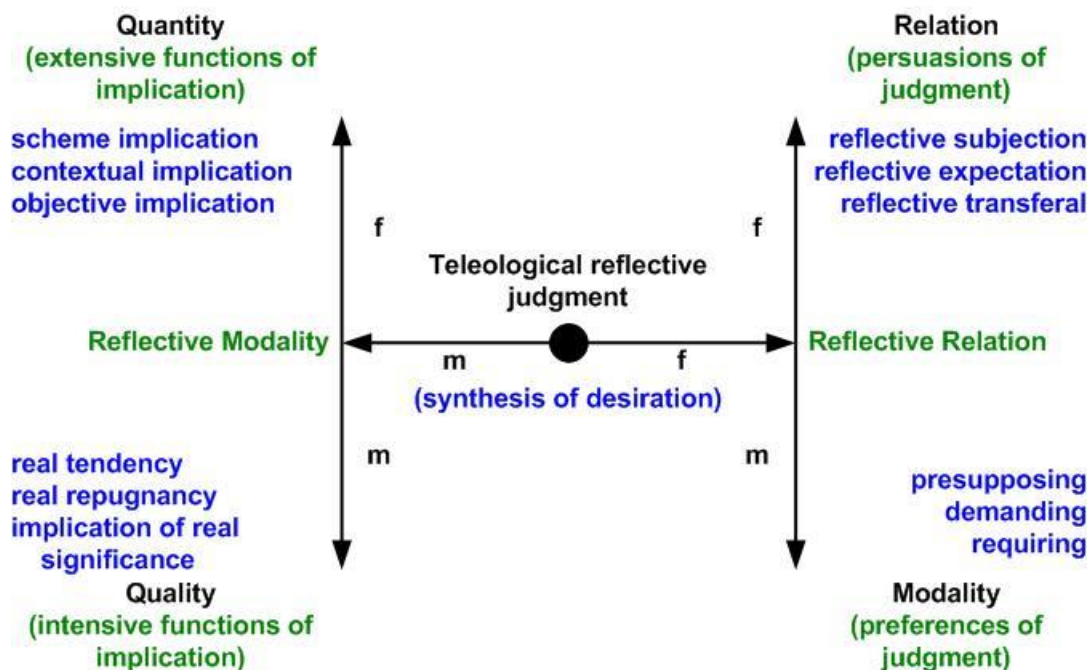 Quantity
(extensive functions of
implication)
scheme implication
contextual implication
objective implication
f
Relation
(persuasions of
judgment)
reflective subjection
reflective expectation
reflective transferal
f
Teleological reflective
judgment
Reflective Modality
m
f
Reflective Relation
(synthesis of desiration)
m
real tendency
real repugnancy
implication of real
significance
Quality
(intensive functions of
implication)
m
presupposing
demanding
requiring
Modality
(preferences of
judgment)